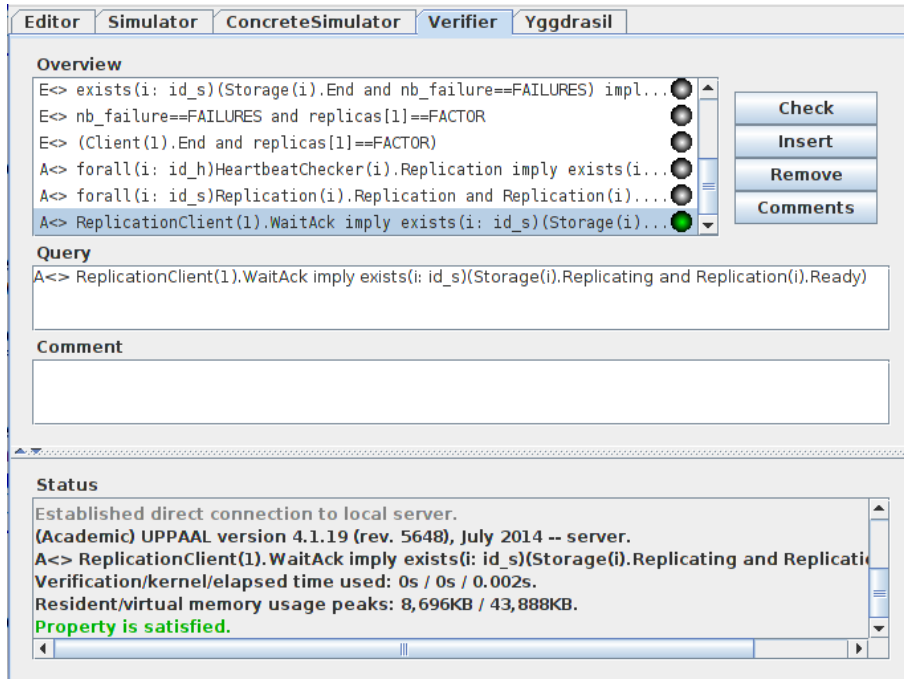 Editor Simulator ConcreteSimulator Verifier Yggdrasil
Overview
E<> exists(i: id_s)(Storage(i).End and nb_failure==FAILURES) impl...
E<> nb_failure==FAILURES and replicas[1]==FACTOR
E<> (Client(1).End and replicas[1]==FACTOR)
A<> forall(i: id_h)HeartbeatChecker(i).Replication imply exists(i...
A<> forall(i: id_s)Replication(i).Replication and Replication(i)....
A<> ReplicationClient(1).WaitAck imply exists(i: id_s)(Storage(i)...
Check
Insert
Remove
Comments
Query
A<> ReplicationClient(1).WaitAck imply exists(i: id_s)(Storage(i).Replicating and Replication(i).Ready)
Comment
Status
Established direct connection to local server.
(Academic) UPPAAL version 4.1.19 (rev. 5648), July 2014 -- server.
A<> ReplicationClient(1).WaitAck imply exists(i: id_s)(Storage(i).Replicating and Replicatio
Verification/kernel/elapsed time used: 0s / 0s / 0.002s.
Resident/virtual memory usage peaks: 8,696KB / 43,888KB.
Property is satisfied.